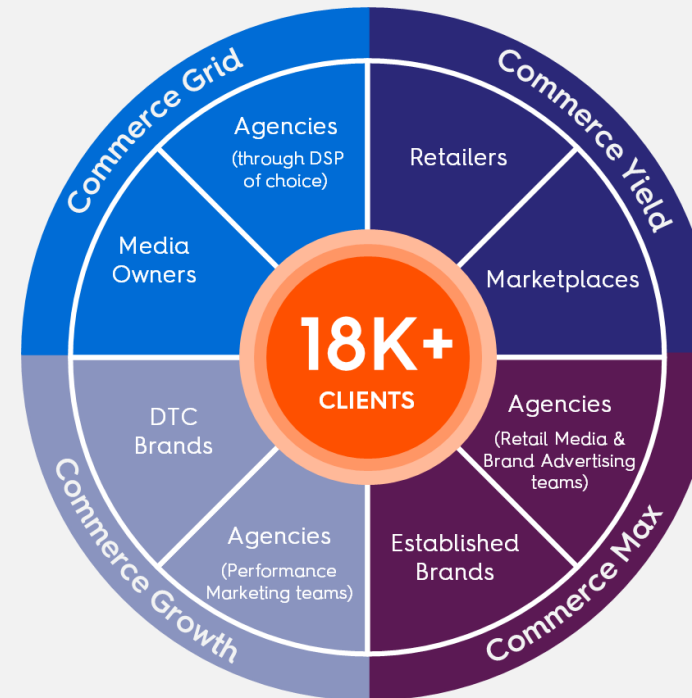 Commerce Grid
Agencies
(through DSP
of choice)
Media
Owners
Commerce Yield
Retailers
Marketplaces
18K+
CLIENTS
DTC
Brands
Agencies
(Performance
Marketing teams)
Commerce Growth
Agencies
(Retail Media &
Brand Advertising
teams)
Established
Brands
Commerce Max